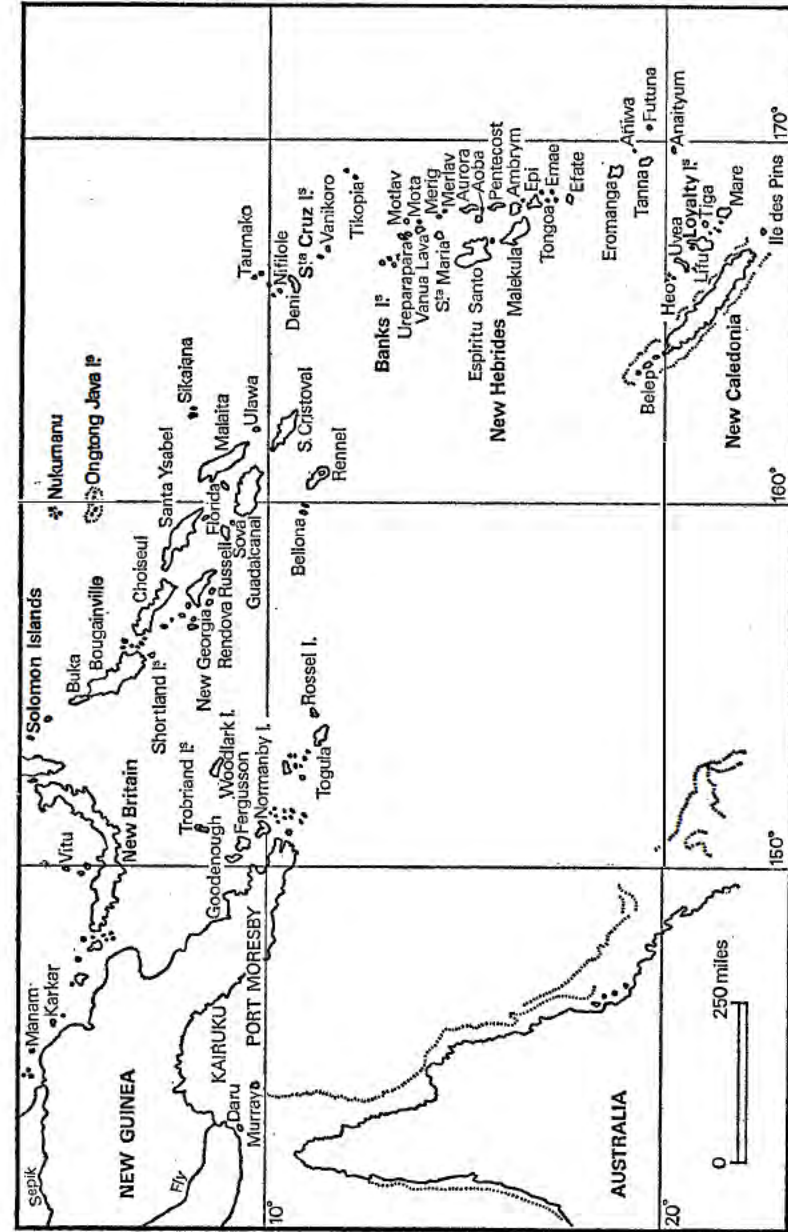 Solomon Islands
Nukumanu
Ongtong Java Iˢ.
Sepik
Manam
Karkar
Vitu
New Britain
Buka
Bougainville
Choiseul
Santa Ysabel
Sikaiana
Taumako
Nifilole
Deni
Sᵗᵃ Cruz Iˢ.
Vanikoro
Tikopia
NEW GUINEA
Fly
KAIRUKU
Daru
Murray
PORT MORESBY
Goodenough
Trobriand Iˢ
Woodlark I.
Fergusson
Normanby I.
Shortland Iˢ.
New Georgia
Rendova
Russell
Florida
Sova
Guadalcanal
Malaita
Ulawa
S.Cristoval
Rennel
Bellona
Rossel I.
Togula
10°
Banks Iˢ.
Ureparapara
Motlav
Vanua Lava
Mota
Merig
Sᵗᵃ Maria
Merlav
Aurora
Aoba
Espiritu Santo
Pentecost
Ambrym
Malekula
Epi
Tongoa
Emae
Efate
New Hebrides
Eromanga
Tanna
Aniwa
Futuna
Anaityum
AUSTRALIA
20°
Belep
Heo
Uvea
Loyalty Iˢ.
Lifu
Tiga
Mare
Ile des Pins
New Caledonia
0
250 miles
150°
160°
170°